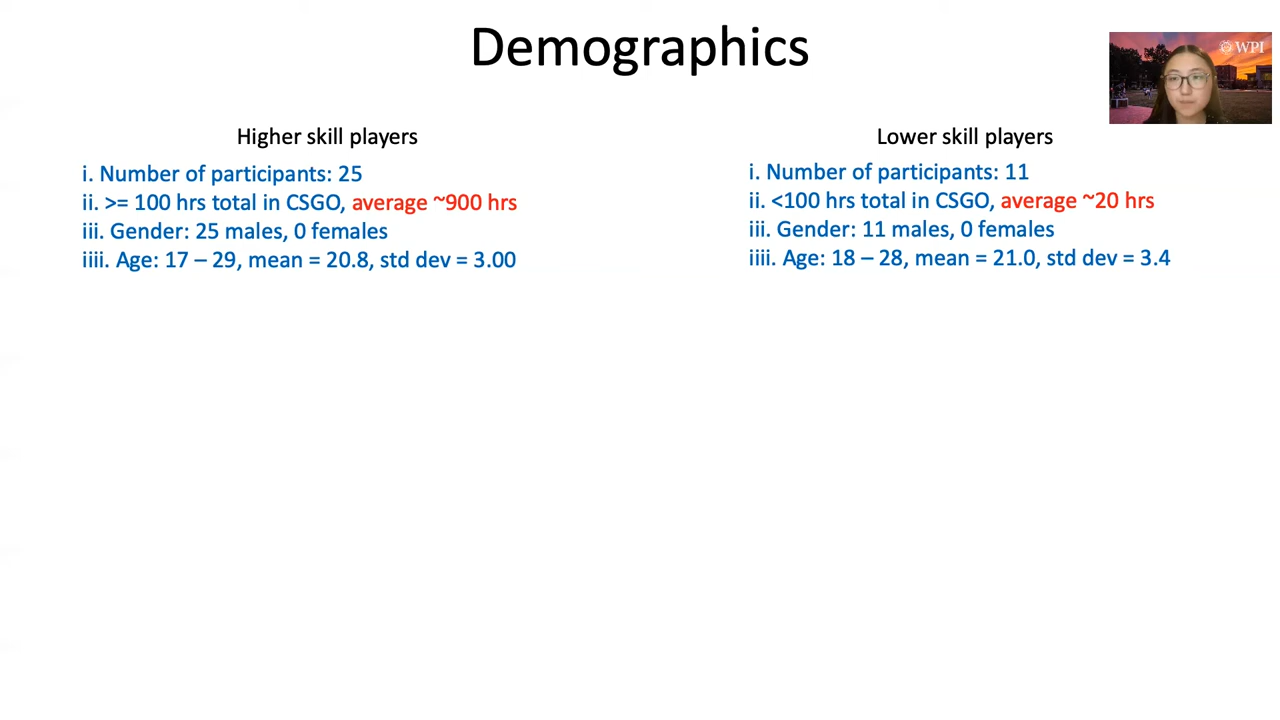 Demographics
WPI
Higher skill players
i. Number of participants: 25
ii. >= 100 hrs total in CSGO, average ~900 hrs
iii. Gender: 25 males, 0 females
iiii. Age: 17 – 29, mean = 20.8, std dev = 3.00
Lower skill players
i. Number of participants: 11
ii. <100 hrs total in CSGO, average ~20 hrs
iii. Gender: 11 males, 0 females
iiii. Age: 18 – 28, mean = 21.0, std dev = 3.4